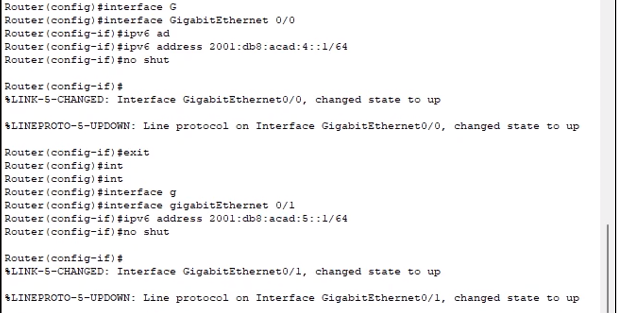 Router(config)#interface G
Router(config)#interface GigabitEthernet 0/0
Router(config-if)#ipv6 ad
Router(config-if)#ipv6 address 2001:db8:acad:4::1/64
Router(config-if)#no shut
Router(config-if)#
%LINK-5-CHANGED: Interface GigabitEthernet0/0, changed state to up
%LINEPROTO-5-UPDOWN: Line protocol on Interface GigabitEthernet0/0, changed state to up
Router(config-if)#exit
Router(config)#int
Router(config)#int
Router(config)#interface g
Router(config)#interface gigabitEthernet 0/1
Router(config-if)#ipv6 address 2001:db8:acad:5::1/64
Router(config-if)#no shut
Router(config-if)#
%LINK-5-CHANGED: Interface GigabitEthernet0/1, changed state to up
%LINEPROTO-5-UPDOWN: Line protocol on Interface GigabitEthernet0/1, changed state to up